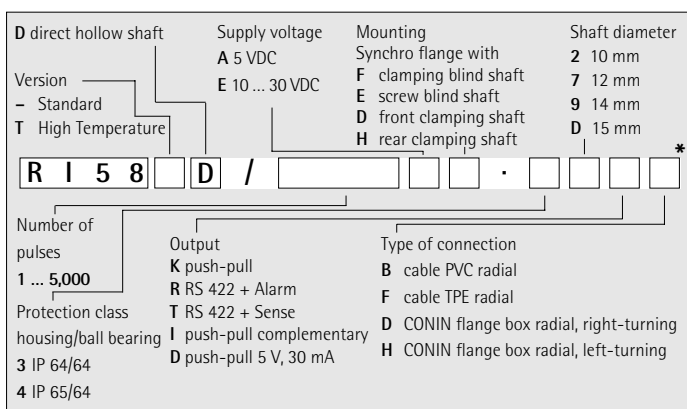 D direct hollow shaft
Version
– Standard
T High Temperature
Supply voltage
A 5 VDC
E 10 ... 30 VDC
Mounting
Synchro flange with
F clamping blind shaft
E screw blind shaft
D front clamping shaft
H rear clamping shaft
Shaft diameter
2 10 mm
7 12 mm
9 14 mm
D 15 mm
*
R I 5 8 D / .
Number of
pulses
1 ... 5,000
Protection class
housing/ball bearing
3 IP 64/64
4 IP 65/64
Output
K push-pull
R RS 422 + Alarm
T RS 422 + Sense
I push-pull complementary
D push-pull 5 V, 30 mA
Type of connection
B cable PVC radial
F cable TPE radial
D CONIN flange box radial, right-turning
H CONIN flange box radial, left-turning